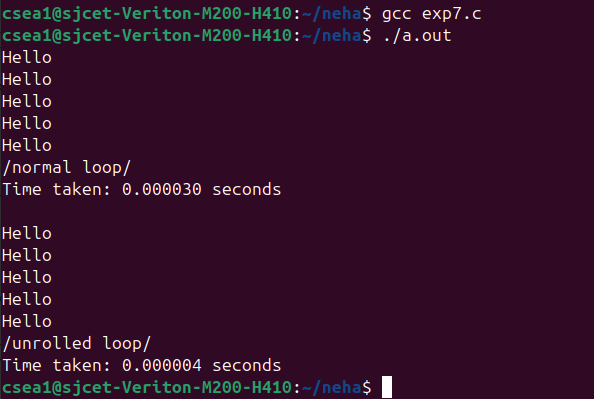 csea1@sjcet-Veriton-M200-H410:~/neha$ gcc exp7.c
csea1@sjcet-Veriton-M200-H410:~/neha$ ./a.out
Hello
Hello
Hello
Hello
Hello
/normal loop/
Time taken: 0.000030 seconds

Hello
Hello
Hello
Hello
Hello
/unrolled loop/
Time taken: 0.000004 seconds
csea1@sjcet-Veriton-M200-H410:~/neha$